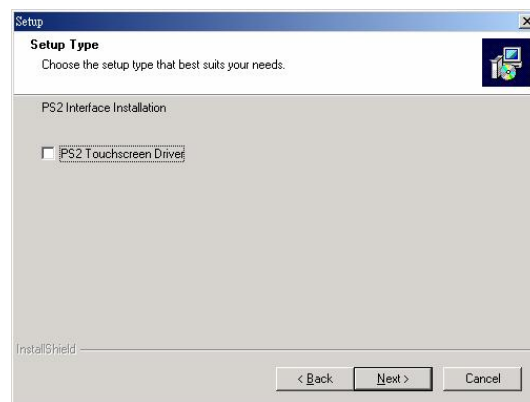 Setup
Setup Type
Choose the setup type that best suits your needs.
PS2 Interface Installation
PS2 Touchscreen Driver
InstallShield
< Back
Next >
Cancel